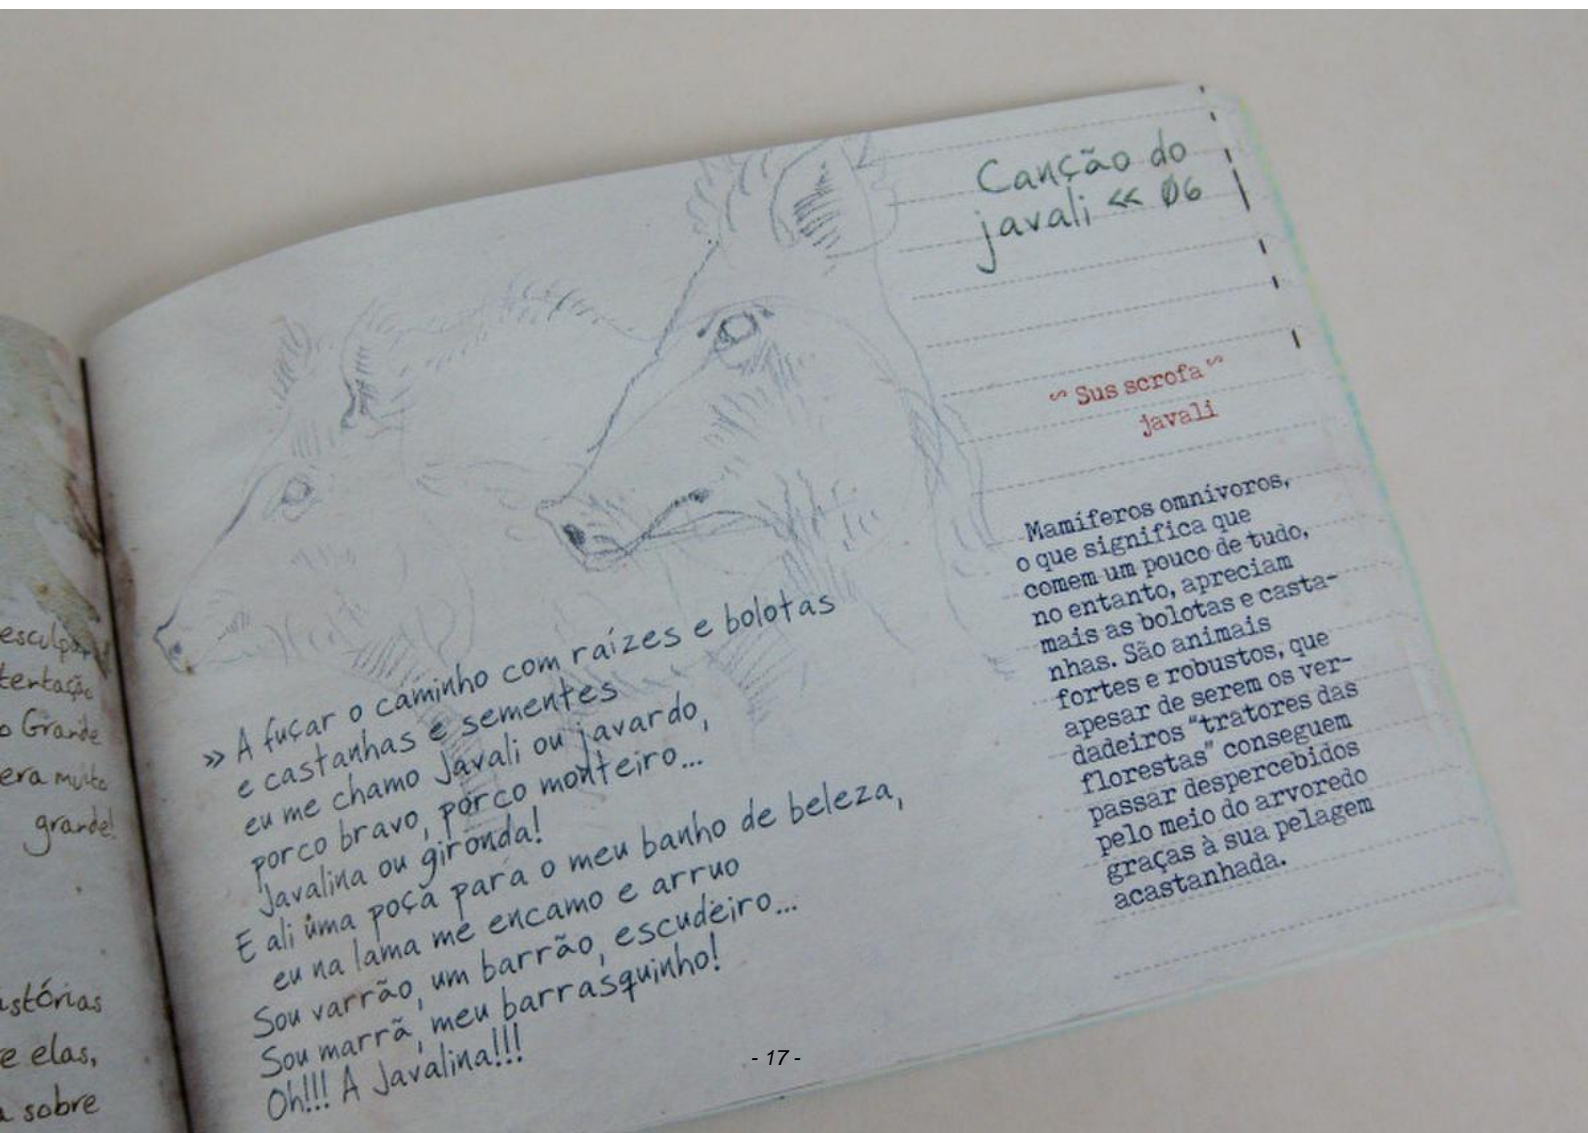 esculpa
tentação
o Grande
era muito
grande!
istórias
e elas,
a sobre
Canção do
javali << 06
Sus scrofa
javali
>> A fuçar o caminho com raízes e bolotas
e castanhas e sementes
eu me chamo Javali ou javardo,
porco bravo, porco monteiro...
Javalina ou gironda!
E ali uma poça para o meu banho de beleza,
eu na lama me encamo e arruo
Sou varrão, um barrão, escudeiro...
Sou marrã, meu barrasquinho!
Oh!!! A Javalina!!!
Mamíferos omnívoros,
o que significa que
comem um pouco de tudo,
no entanto, apreciam
mais as bolotas e casta-
nhas. São animais
fortes e robustos, que
apesar de serem os ver-
dadeiros "tratores das
florestas" conseguem
passar despercebidos
pelo meio do arvoredo
graças à sua pelagem
acastanhada.
- 17 -